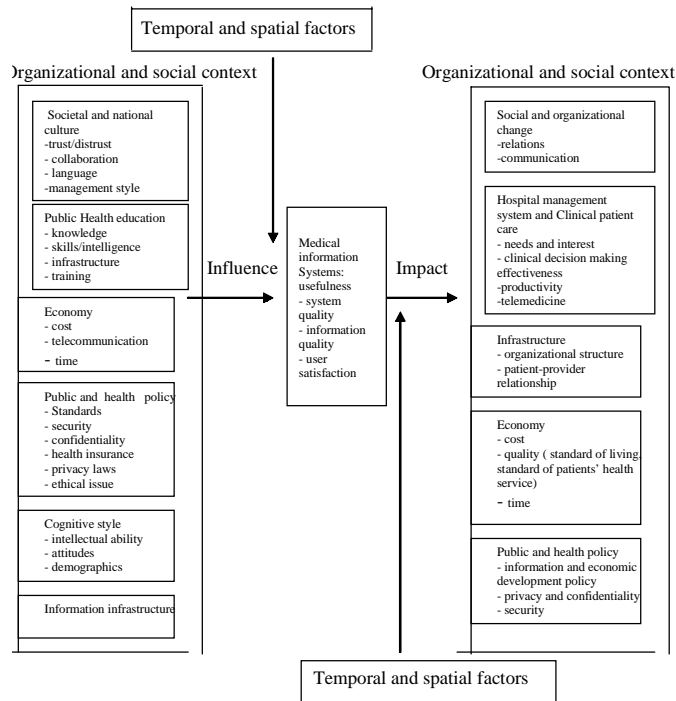 Temporal and spatial factors
Organizational and social context
Societal and national
culture
-trust/distrust
- collaboration
- language
-management style
Public Health education
- knowledge
- skills/intelligence
- infrastructure
- training
Economy
- cost
- telecommunication
- time
Public and health policy
- Standards
- security
- confidentiality
- health insurance
- privacy laws
- ethical issue
Cognitive style
- intellectual ability
- attitudes
- demographics
Information infrastructure
Influence
Medical
information
Systems:
usefulness
- system
quality
- information
quality
- user
satisfaction
Impact
Organizational and social context
Social and organizational
change
-relations
-communication
Hospital management
system and Clinical patient
care
- needs and interest
- clinical decision making
effectiveness
-productivity
-telemedicine
Infrastructure
- organizational structure
- patient-provider
relationship
Economy
- cost
- quality ( standard of living,
standard of patients' health
service)
- time
Public and health policy
- information and economic
development policy
- privacy and confidentiality
- security
Temporal and spatial factors